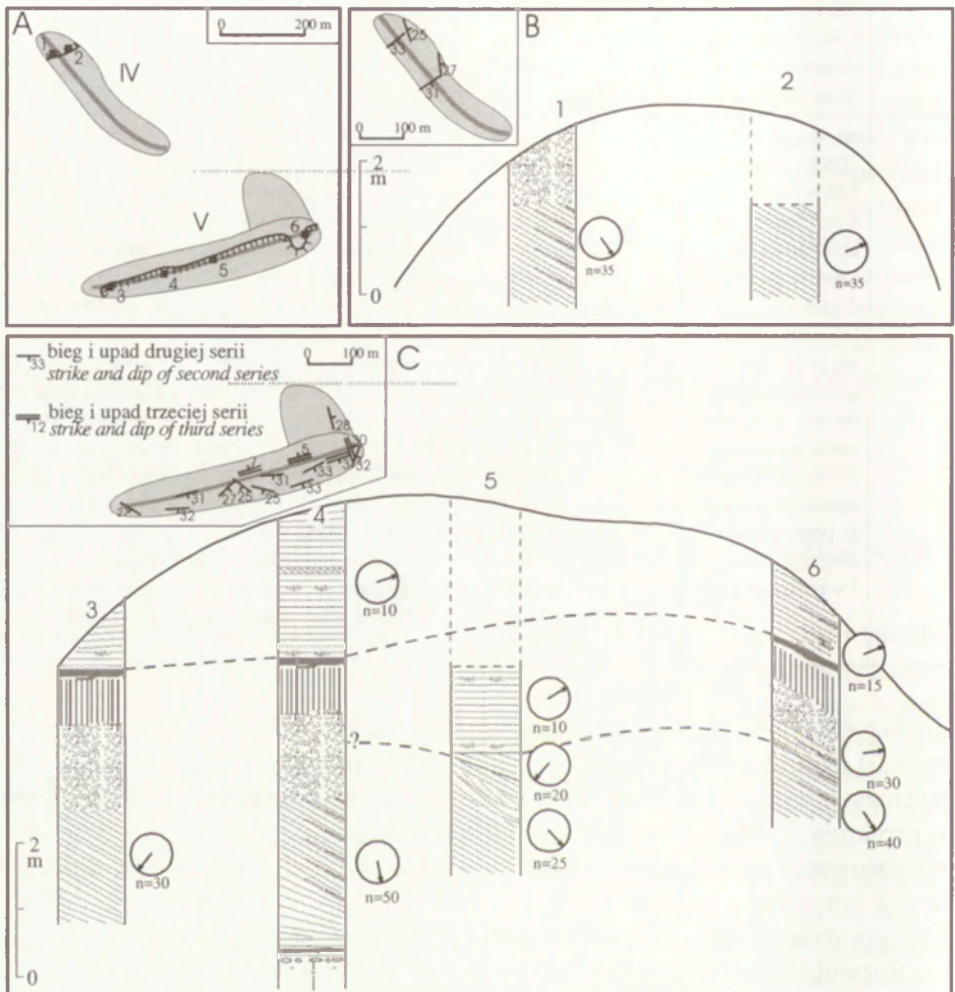 A
0 200 m
1
2
IV
V
6
5
4
3
B
25
33
27
31
0 100 m
1
2
2
m
0
n=35
n=35
C
0 100 m
33 bieg i upad drugiej serii
strike and dip of second series
12 bieg i upad trzeciej serii
strike and dip of third series
28
7
5
31
33
32
31
27
25
25
33
32
3
4
5
6
n=10
n=15
n=10
?
n=20
n=30
n=25
n=40
2
m
n=30
n=50
0